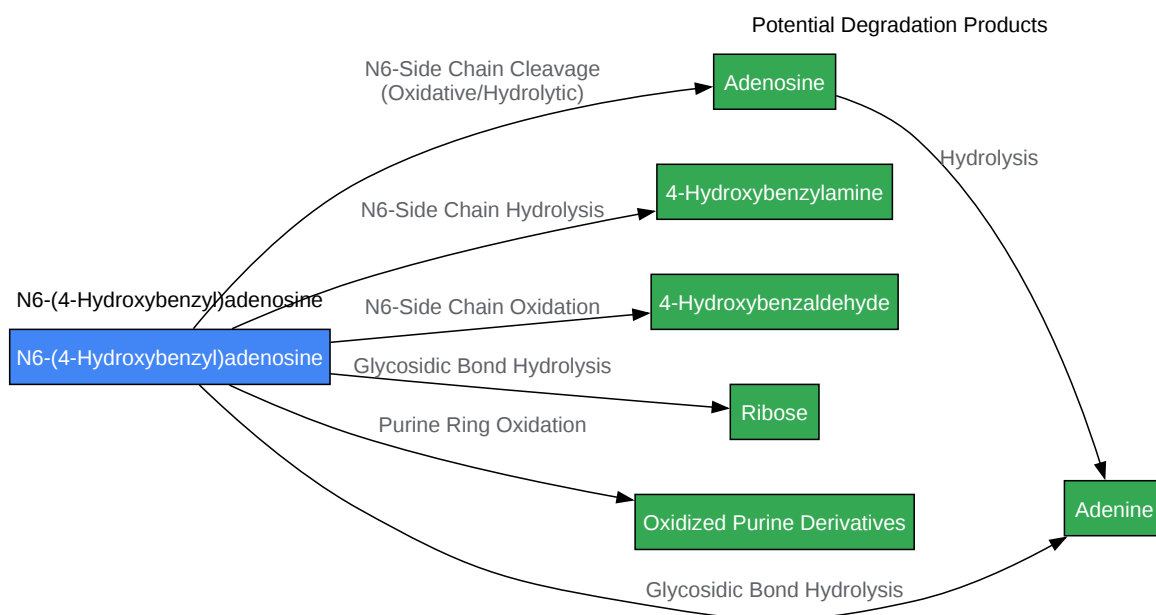 Potential Degradation Products
N6-Side Chain Cleavage
(Oxidative/Hydrolytic)
Adenosine
Hydrolysis
4-Hydroxybenzylamine
N6-Side Chain Hydrolysis
N6-(4-Hydroxybenzyl)adenosine
N6-Side Chain Oxidation
4-Hydroxybenzaldehyde
N6-(4-Hydroxybenzyl)adenosine
Glycosidic Bond Hydrolysis
Ribose
Purine Ring Oxidation
Oxidized Purine Derivatives
Adenine
Glycosidic Bond Hydrolysis